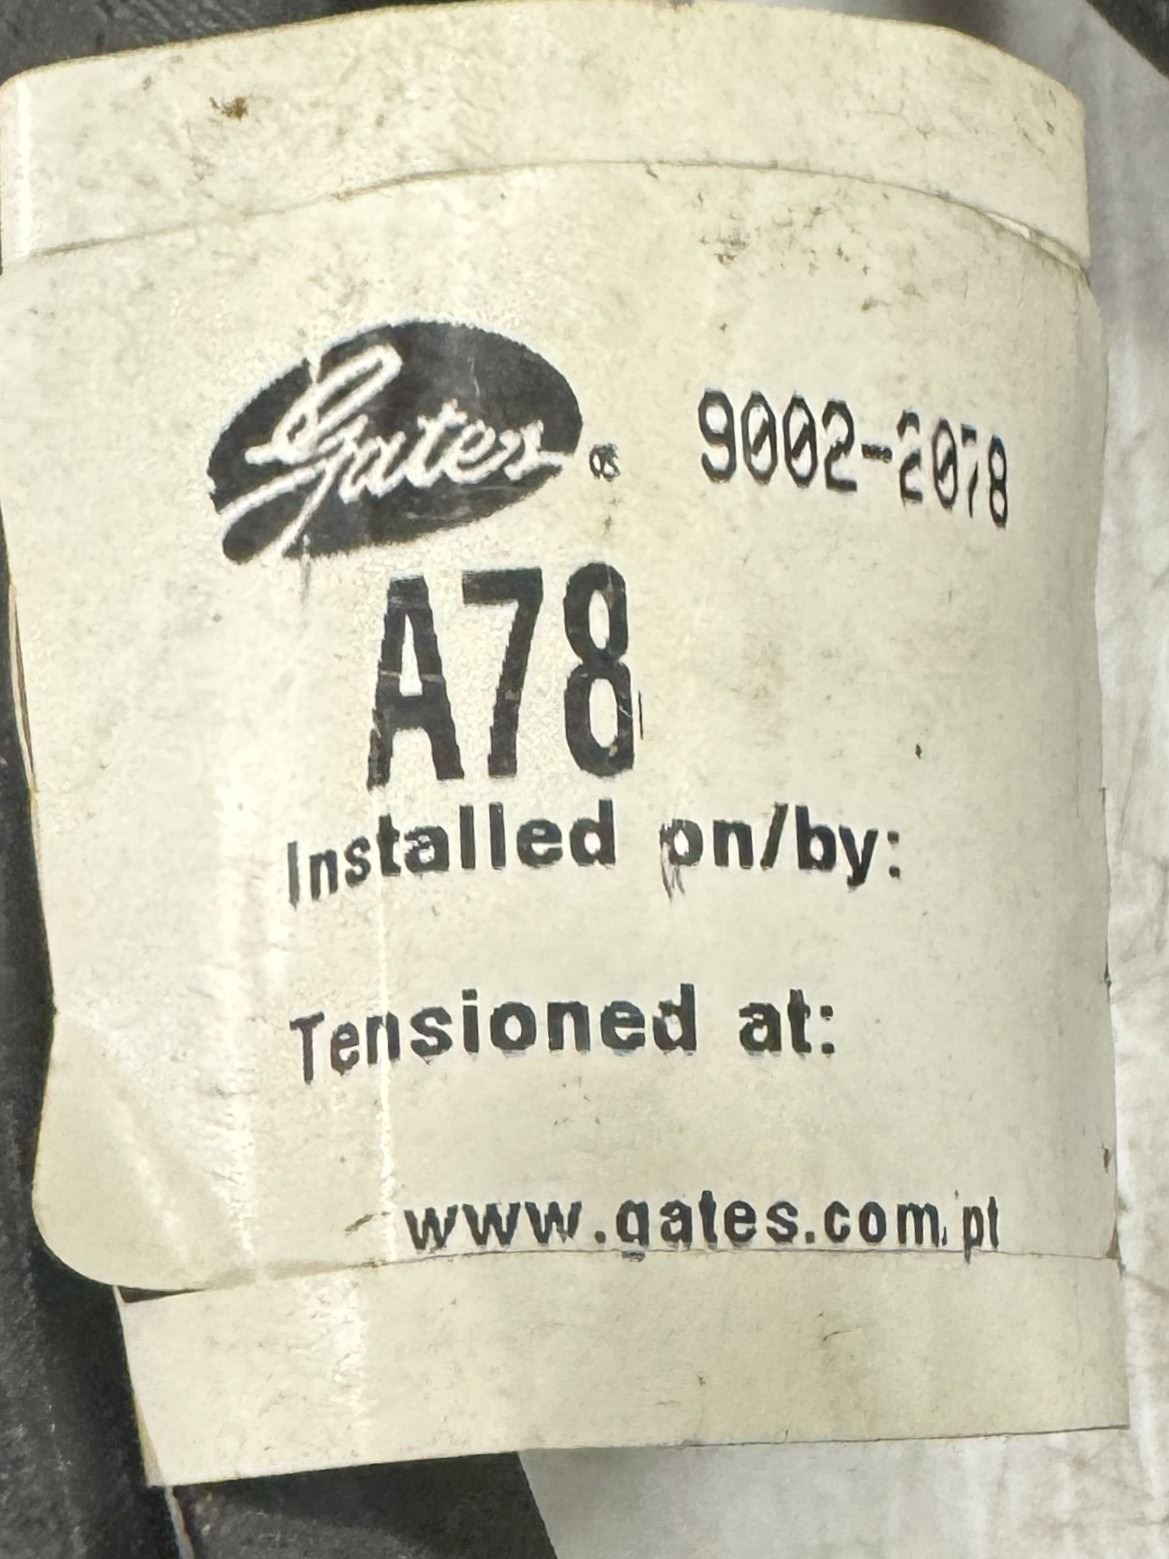 Gates ® 9002-2078
A78
Installed on/by:
Tensioned at:
www.gates.com.pt